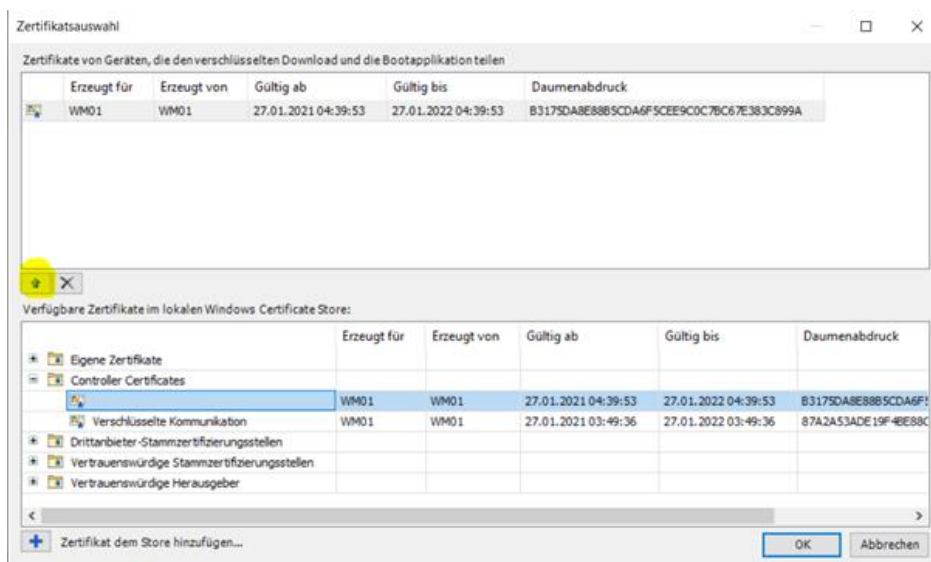 Zertifikatsauswahl
Zertifikate von Geräten, die den verschlüsselten Download und die Bootapplikation teilen
Erzeugt für Erzeugt von Gültig ab Gültig bis Daumenabdruck
WM01 WM01 27.01.2021 04:39:53 27.01.2022 04:39:53 B3175DA8E88B5CDA6F5CEE9C0C7BC67E383C899A
Verfügbare Zertifikate im lokalen Windows Certificate Store:
Erzeugt für Erzeugt von Gültig ab Gültig bis Daumenabdruck
Eigene Zertifikate
Controller Certificates
WM01 WM01 27.01.2021 04:39:53 27.01.2022 04:39:53 B3175DA8E88B5CDA6F5
Verschlüsselte Kommunikation WM01 WM01 27.01.2021 03:49:36 27.01.2022 03:49:36 87A2A53ADE19F4BE88C
Drittanbieter-Stammzertifizierungsstellen
Vertrauenswürdige Stammzertifizierungsstellen
Vertrauenswürdige Herausgeber
Zertifikat dem Store hinzufügen...
OK Abbrechen